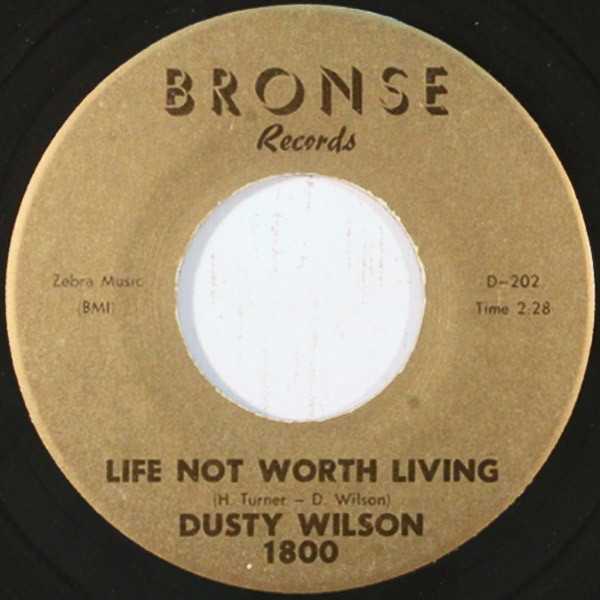 BRONSE
Records
Zebra Music
(BMI)
D-202
Time 2:28
LIFE NOT WORTH LIVING
(H. Turner - D. Wilson)
DUSTY WILSON
1800